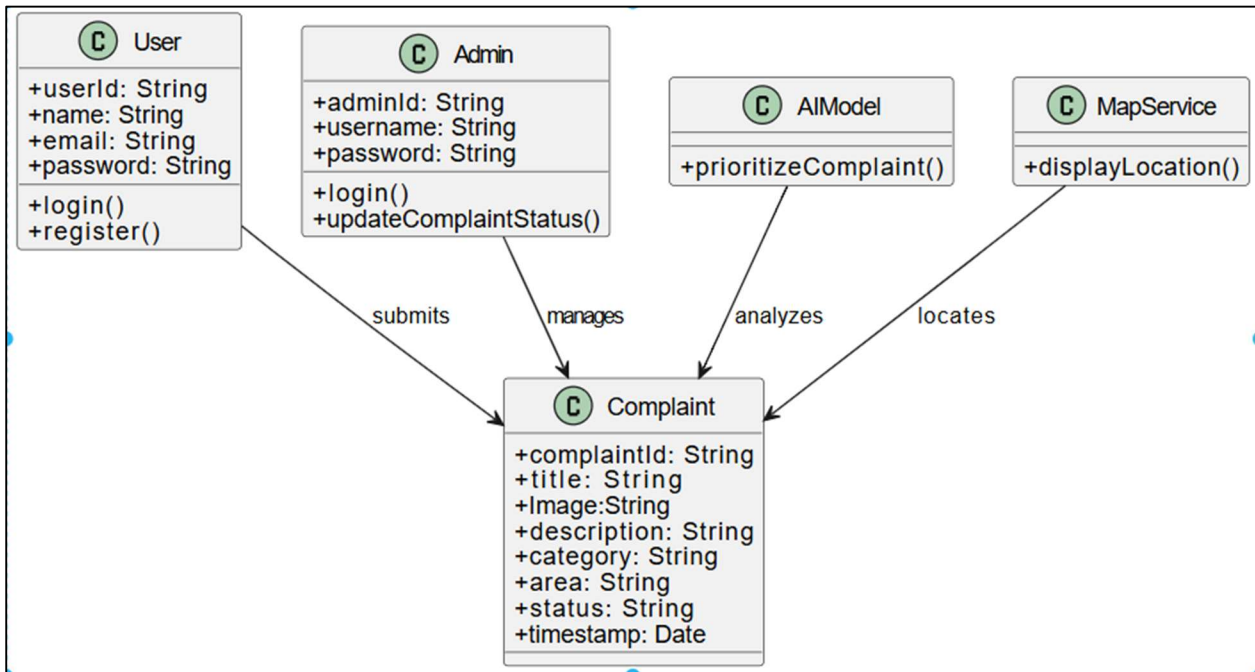 C User
+userId: String
+name: String
+email: String
+password: String
+login()
+register()
C Admin
+adminId: String
+username: String
+password: String
+login()
+updateComplaintStatus()
C AIModel
+prioritizeComplaint()
C MapService
+displayLocation()
submits
manages
analyzes
locates
C Complaint
+complaintId: String
+title: String
+Image:String
+description: String
+category: String
+area: String
+status: String
+timestamp: Date